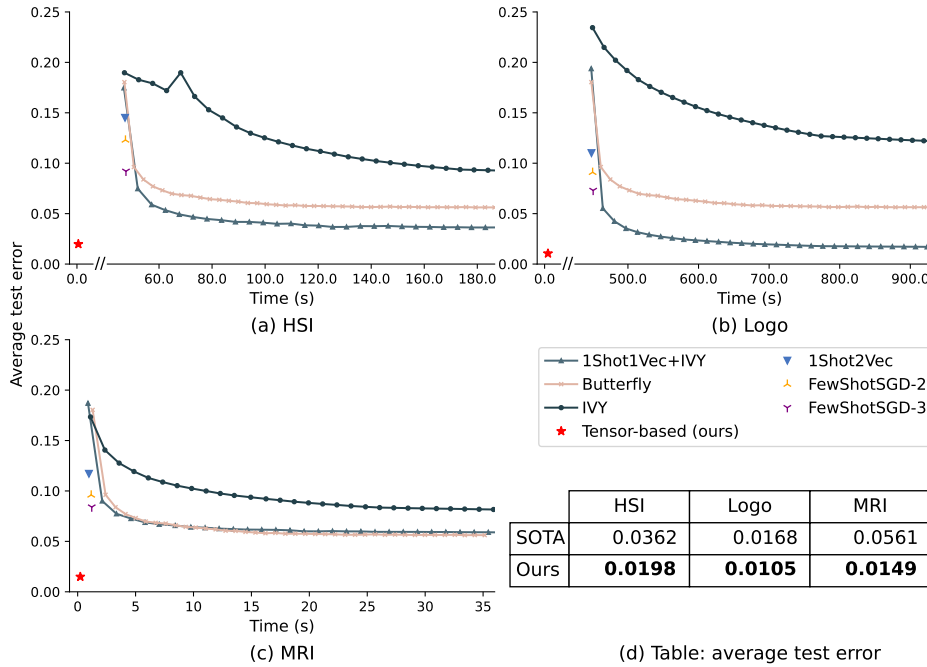 Average test error
0.25
0.20
0.15
0.10
0.05
0.00
0.0 60.0 80.0 100.0 120.0 140.0 160.0 180.0
Time (s)
(a) HSI
0.25
0.20
0.15
0.10
0.05
0.00
0.0 500.0 600.0 700.0 800.0 900.0
Time (s)
(b) Logo
0.25
0.20
0.15
0.10
0.05
0.00
0 5 10 15 20 25 30 35
Time (s)
(c) MRI
1Shot1Vec+IVY
Butterfly
IVY
Tensor-based (ours)
1Shot2Vec
FewShotSGD-2
FewShotSGD-3
HSI Logo MRI
SOTA 0.0362 0.0168 0.0561
Ours 0.0198 0.0105 0.0149
(d) Table: average test error